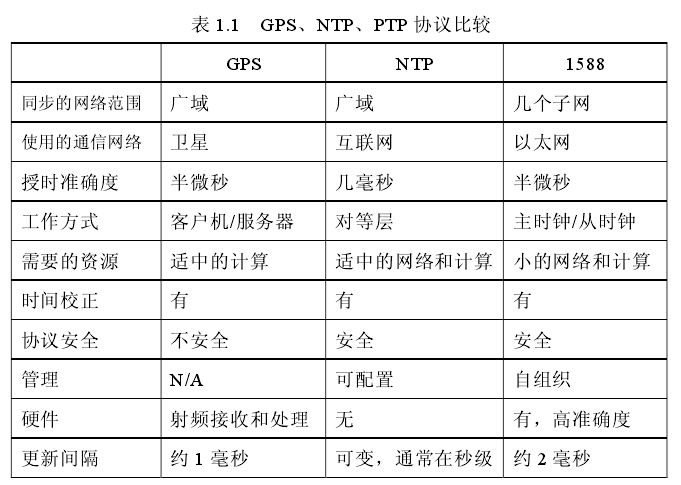 表 1.1 GPS、NTP、PTP 协议比较
GPS NTP 1588
同步的网络范围 广域 广域 几个子网
使用的通信网络 卫星 互联网 以太网
授时准确度 半微秒 几毫秒 半微秒
工作方式 客户机/服务器 对等层 主时钟/从时钟
需要的资源 适中的计算 适中的网络和计算 小的网络和计算
时间校正 有 有 有
协议安全 不安全 安全 安全
管理 N/A 可配置 自组织
硬件 射频接收和处理 无 有，高准确度
更新间隔 约 1 毫秒 可变，通常在秒级 约 2 毫秒